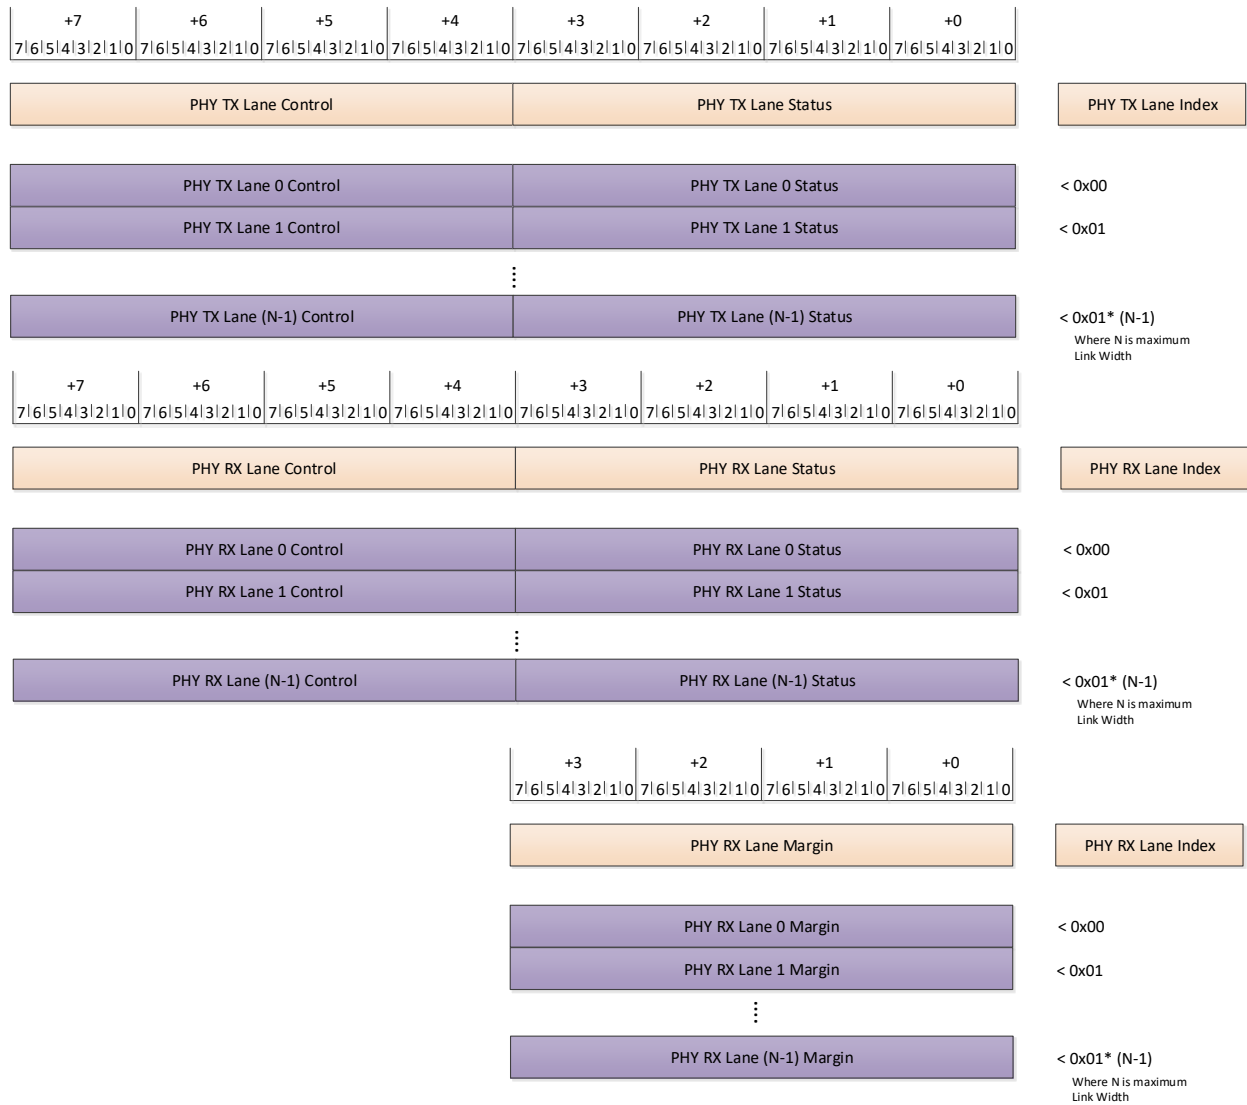 +7 +6 +5 +4 +3 +2 +1 +0
7|6|5|4|3|2|1|0 7|6|5|4|3|2|1|0 7|6|5|4|3|2|1|0 7|6|5|4|3|2|1|0 7|6|5|4|3|2|1|0 7|6|5|4|3|2|1|0 7|6|5|4|3|2|1|0 7|6|5|4|3|2|1|0
PHY TX Lane Control PHY TX Lane Status PHY TX Lane Index
PHY TX Lane 0 Control PHY TX Lane 0 Status < 0x00
PHY TX Lane 1 Control PHY TX Lane 1 Status < 0x01
PHY TX Lane (N-1) Control PHY TX Lane (N-1) Status < 0x01* (N-1)
Where N is maximum
Link Width
+7 +6 +5 +4 +3 +2 +1 +0
7|6|5|4|3|2|1|0 7|6|5|4|3|2|1|0 7|6|5|4|3|2|1|0 7|6|5|4|3|2|1|0 7|6|5|4|3|2|1|0 7|6|5|4|3|2|1|0 7|6|5|4|3|2|1|0 7|6|5|4|3|2|1|0
PHY RX Lane Control PHY RX Lane Status PHY RX Lane Index
PHY RX Lane 0 Control PHY RX Lane 0 Status < 0x00
PHY RX Lane 1 Control PHY RX Lane 1 Status < 0x01
PHY RX Lane (N-1) Control PHY RX Lane (N-1) Status < 0x01* (N-1)
Where N is maximum
Link Width
+3 +2 +1 +0
7|6|5|4|3|2|1|0 7|6|5|4|3|2|1|0 7|6|5|4|3|2|1|0 7|6|5|4|3|2|1|0
PHY RX Lane Margin PHY RX Lane Index
PHY RX Lane 0 Margin < 0x00
PHY RX Lane 1 Margin < 0x01
PHY RX Lane (N-1) Margin < 0x01* (N-1)
Where N is maximum
Link Width